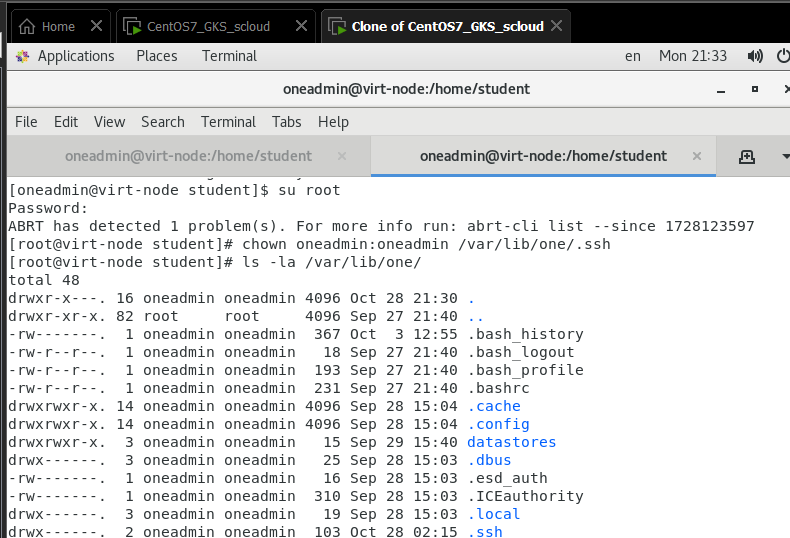 Home CentOS7_GKS_scloud Clone of CentOS7_GKS_scloud
Applications Places Terminal en Mon 21:33
oneadmin@virt-node:/home/student
File Edit View Search Terminal Tabs Help
oneadmin@virt-node:/home/student oneadmin@virt-node:/home/student
[oneadmin@virt-node student]$ su root
Password:
ABRT has detected 1 problem(s). For more info run: abrt-cli list --since 1728123597
[root@virt-node student]# chown oneadmin:oneadmin /var/lib/one/.ssh
[root@virt-node student]# ls -la /var/lib/one/
total 48
drwxr-x---. 16 oneadmin oneadmin 4096 Oct 28 21:30 .
drwxr-xr-x. 82 root     root     4096 Sep 27 21:40 ..
-rw-------.  1 oneadmin oneadmin  367 Oct  3 12:55 .bash_history
-rw-r--r--.  1 oneadmin oneadmin   18 Sep 27 21:40 .bash_logout
-rw-r--r--.  1 oneadmin oneadmin  193 Sep 27 21:40 .bash_profile
-rw-r--r--.  1 oneadmin oneadmin  231 Sep 27 21:40 .bashrc
drwxrwxr-x. 14 oneadmin oneadmin 4096 Sep 28 15:04 .cache
drwxrwxr-x. 14 oneadmin oneadmin 4096 Sep 28 15:04 .config
drwxrwxr-x.  3 oneadmin oneadmin   15 Sep 29 15:40 datastores
drwx------.  3 oneadmin oneadmin   25 Sep 28 15:03 .dbus
-rw-------.  1 oneadmin oneadmin   16 Sep 28 15:03 .esd_auth
-rw-------.  1 oneadmin oneadmin  310 Sep 28 15:03 .ICEauthority
drwx------.  3 oneadmin oneadmin   19 Sep 28 15:03 .local
drwx------.  2 oneadmin oneadmin  103 Oct 28 02:15 .ssh